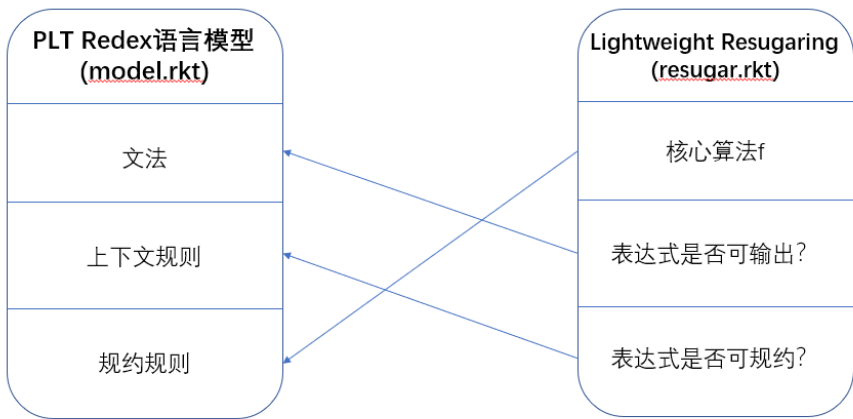 PLT Redex语言模型
(model.rkt)
文法
上下文规则
规约规则
Lightweight Resugaring
(resugar.rkt)
核心算法f
表达式是否可输出?
表达式是否可规约?